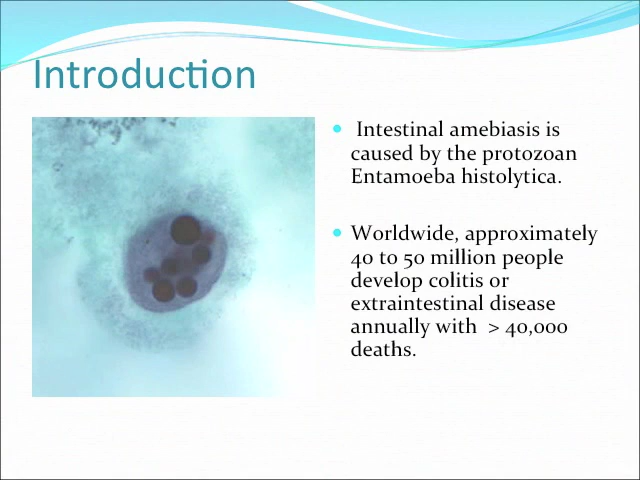 Introduction
Intestinal amebiasis is
caused by the protozoan
Entamoeba histolytica.
Worldwide, approximately
40 to 50 million people
develop colitis or
extraintestinal disease
annually with > 40,000
deaths.